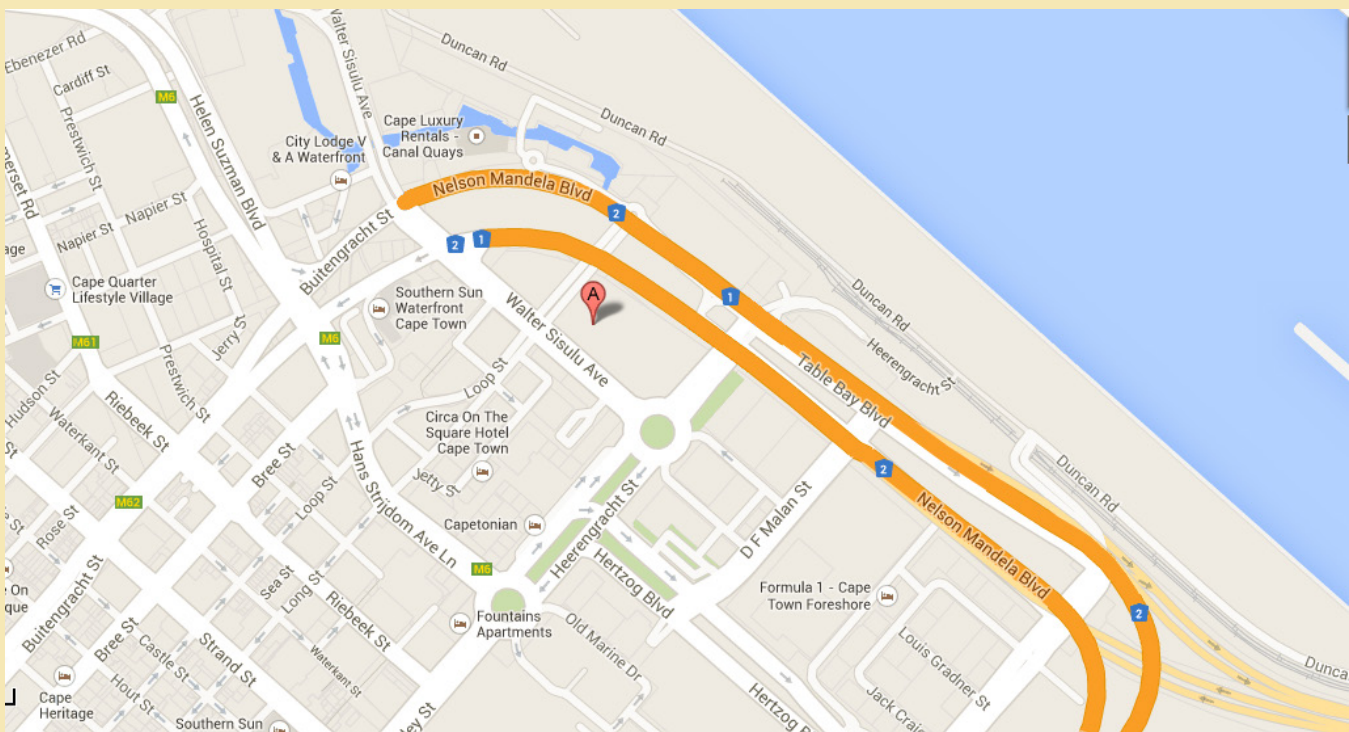 Ebenezer Rd
Cardiff St
Prestwich St
M6
Helen Suzman Blvd
Walter Sisulu Ave
Duncan Rd
Duncan Rd
Cape Luxury
Rentals -
Canal Quays
City Lodge V
& A Waterfront
Nelson Mandela Blvd
2
merset Rd
Napier St
Napier St
Hospital St
Buitengracht St
2
1
age
Cape Quarter
Lifestyle Village
Southern Sun
Waterfront
Cape Town
A
1
Duncan Rd
Walter Sisulu Ave
M6
M61
Jerry S
Prestwich St
Loop St
Heerengracht St
Table Bay Blvd
Hudson St
Riebeek St
Waterkant St
Circa On The
Square Hotel
Cape Town
Jetty S
Bree St
Loop St
Hans Strijdom Ave Ln
2
Duncan Rd
M62
Rose St
e St
Capetonian
Heerengracht St
D F Malan St
Nelson Mandela Blvd
M6
Hertzog Blvd
Sea St
Long St
Riebeek St
Formula 1 - Cape
Town Foreshore
2
e On
que
Buitengracht St
Bree St
Castle St
Strand St
Waterkant St
Fountains
Apartments
Old Marine Dr
Louis Gradner St
Duncan
Hout St
Cape
Heritage
Southern Sun
ley St
Hertzog B
Jack Craig